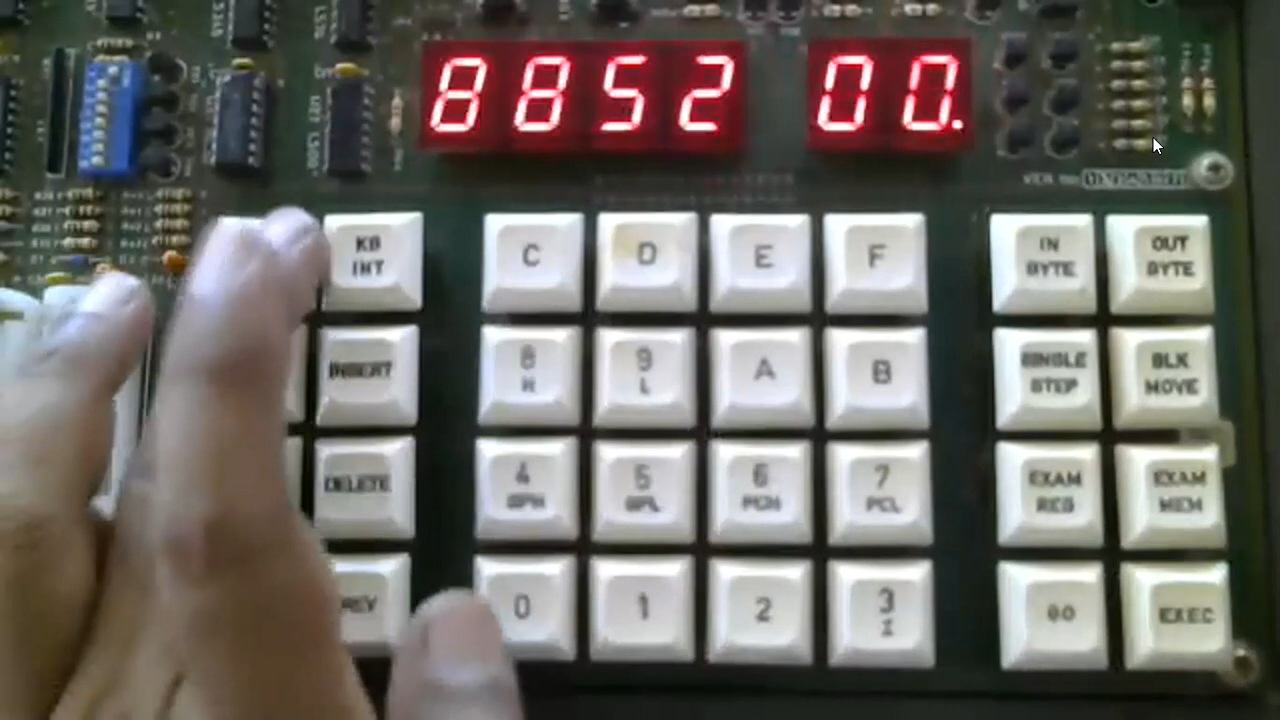 8852 00.
KB
INT
C
D
E
F
IN
BYTE
OUT
BYTE
INSERT
8
H
9
L
A
B
SINGLE
STEP
BLK
MOVE
DELETE
4
SPH
5
SPL
6
PCH
7
PCL
EXAM
REG
EXAM
MEM
0
1
2
3
I
GO
EXEC